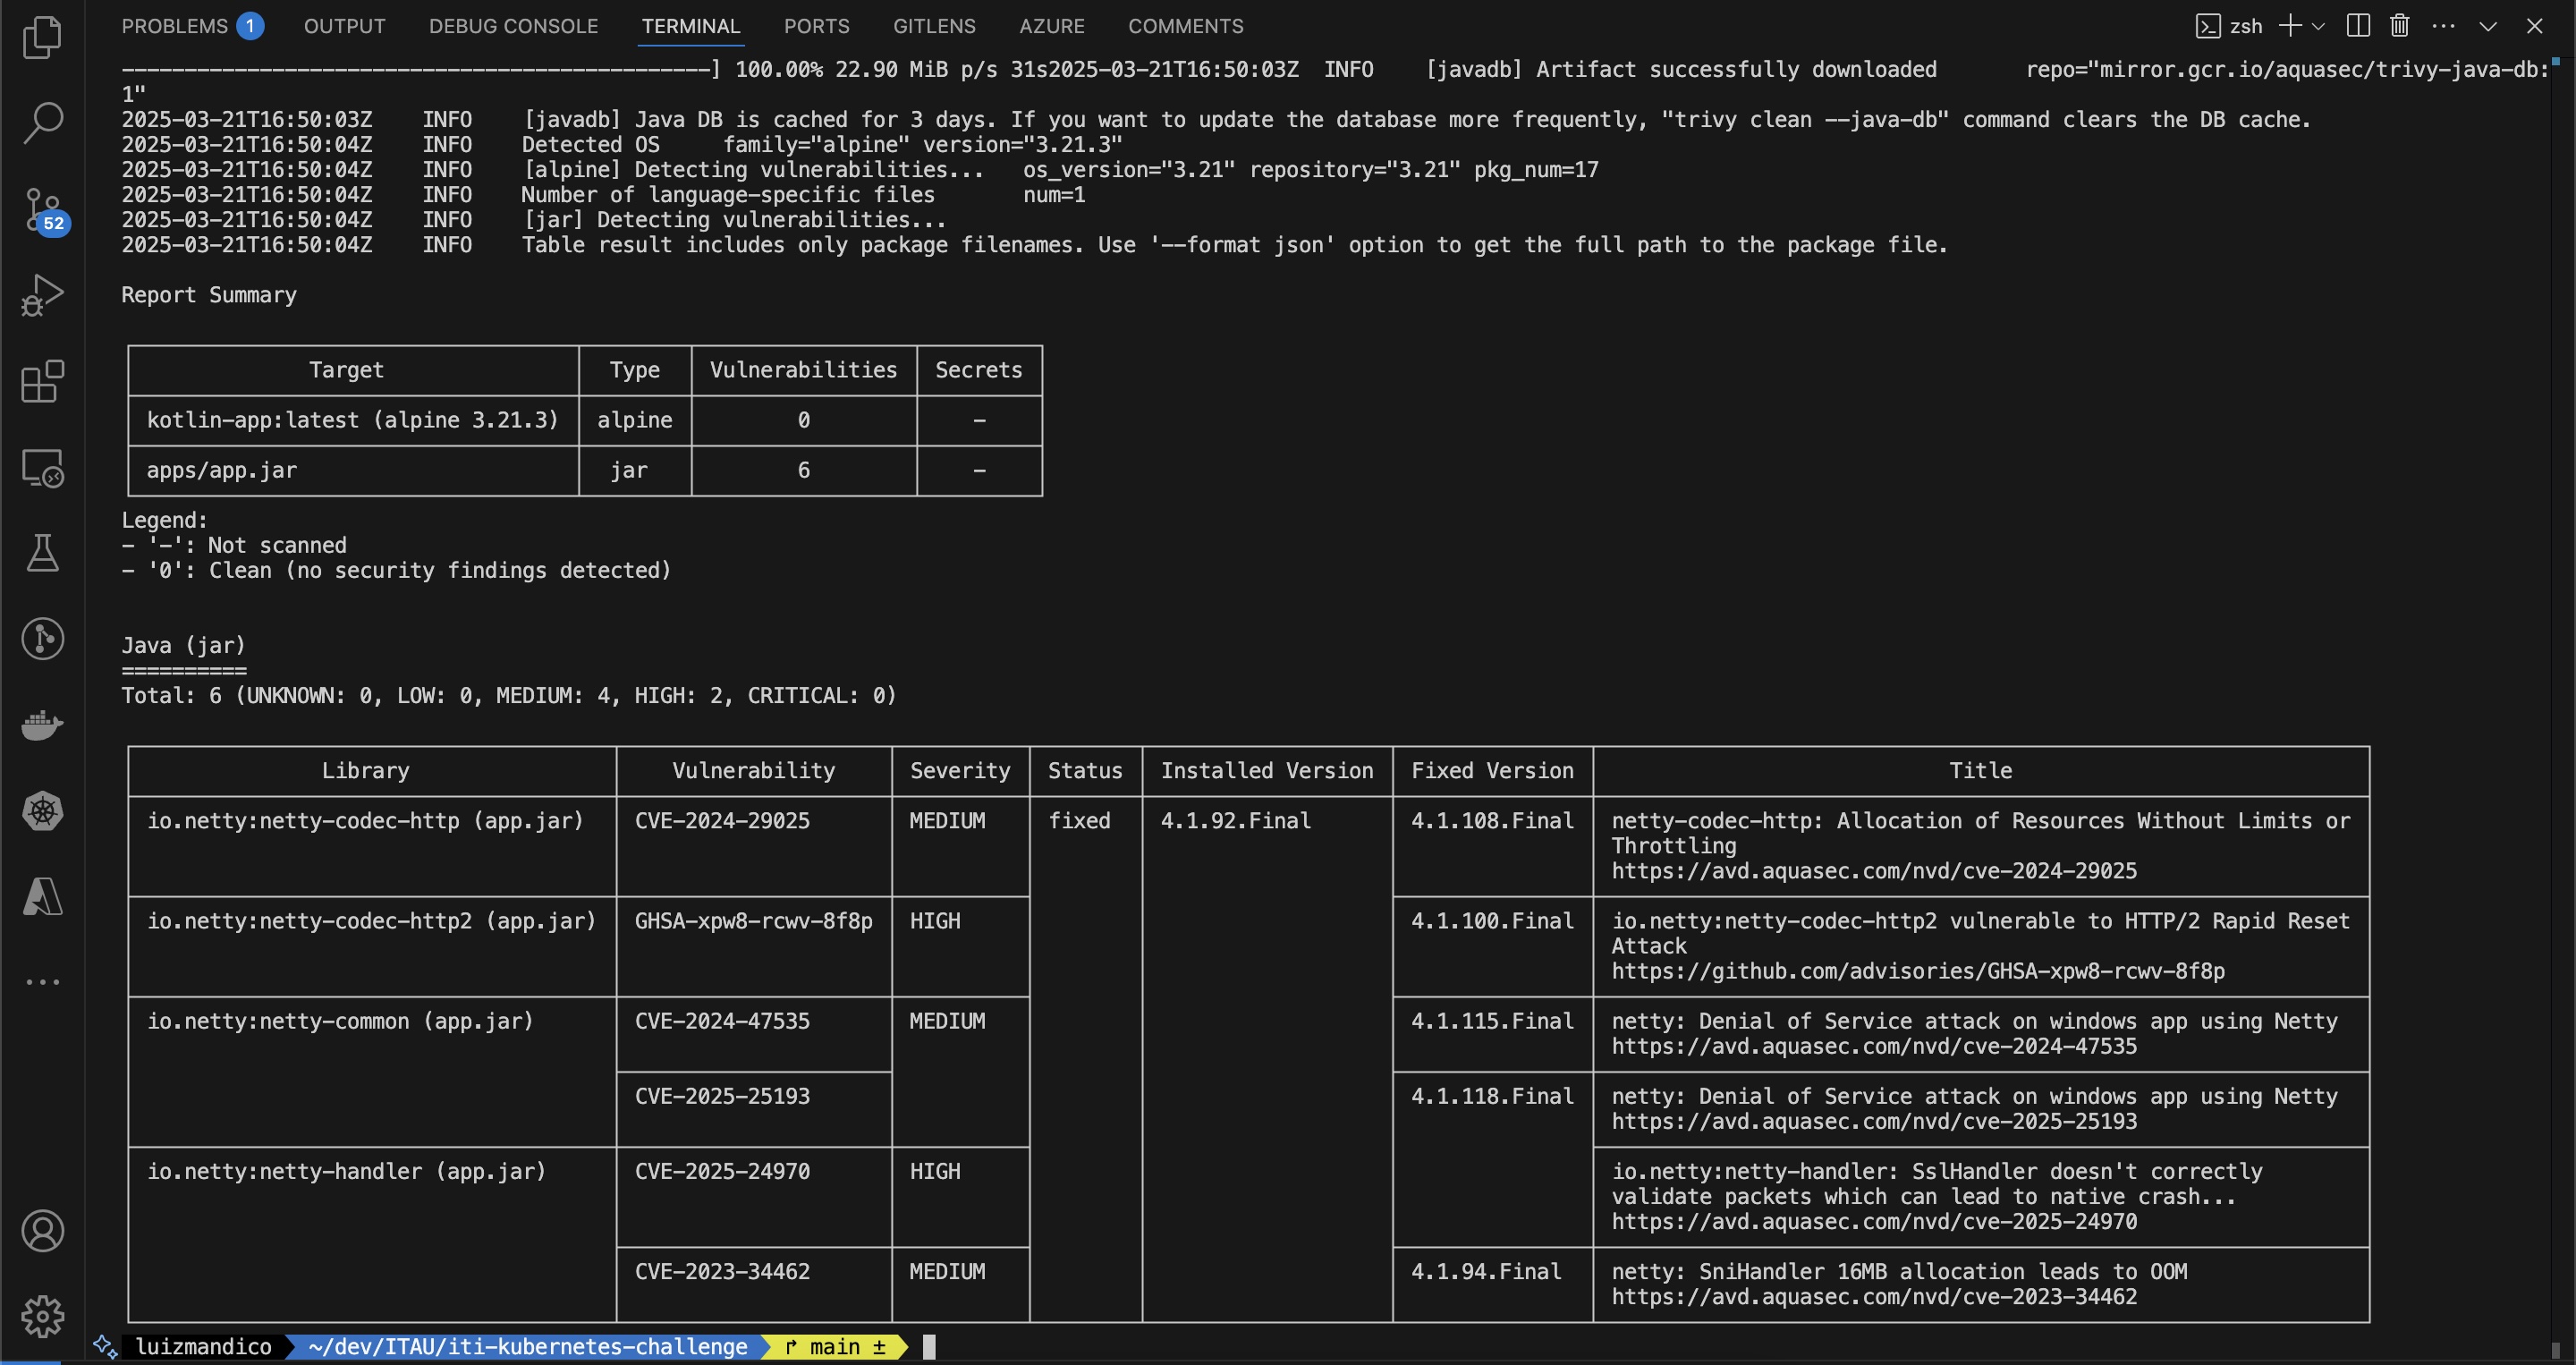 PROBLEMS 1 OUTPUT DEBUG CONSOLE TERMINAL PORTS GITLENS AZURE COMMENTS zsh
-----------------------------------------------] 100.00% 22.90 MiB p/s 31s2025-03-21T16:50:03Z INFO [javadb] Artifact successfully downloaded repo="mirror.gcr.io/aquasec/trivy-java-db:
1"
2025-03-21T16:50:03Z INFO [javadb] Java DB is cached for 3 days. If you want to update the database more frequently, "trivy clean --java-db" command clears the DB cache.
2025-03-21T16:50:04Z INFO Detected OS family="alpine" version="3.21.3"
2025-03-21T16:50:04Z INFO [alpine] Detecting vulnerabilities... os_version="3.21" repository="3.21" pkg_num=17
2025-03-21T16:50:04Z INFO Number of language-specific files num=1
2025-03-21T16:50:04Z INFO [jar] Detecting vulnerabilities...
2025-03-21T16:50:04Z INFO Table result includes only package filenames. Use '--format json' option to get the full path to the package file.
Report Summary
Target Type Vulnerabilities Secrets
kotlin-app:latest (alpine 3.21.3) alpine 0 -
apps/app.jar jar 6 -
Legend:
- '-': Not scanned
- '0': Clean (no security findings detected)
Java (jar)
==========
Total: 6 (UNKNOWN: 0, LOW: 0, MEDIUM: 4, HIGH: 2, CRITICAL: 0)
Library Vulnerability Severity Status Installed Version Fixed Version Title
io.netty:netty-codec-http (app.jar) CVE-2024-29025 MEDIUM fixed 4.1.92.Final 4.1.108.Final netty-codec-http: Allocation of Resources Without Limits or
Throttling
https://avd.aquasec.com/nvd/cve-2024-29025
io.netty:netty-codec-http2 (app.jar) GHSA-xpw8-rcwv-8f8p HIGH 4.1.100.Final io.netty:netty-codec-http2 vulnerable to HTTP/2 Rapid Reset
Attack
https://github.com/advisories/GHSA-xpw8-rcwv-8f8p
io.netty:netty-common (app.jar) CVE-2024-47535 MEDIUM 4.1.115.Final netty: Denial of Service attack on windows app using Netty
https://avd.aquasec.com/nvd/cve-2024-47535
CVE-2025-25193 4.1.118.Final netty: Denial of Service attack on windows app using Netty
https://avd.aquasec.com/nvd/cve-2025-25193
io.netty:netty-handler (app.jar) CVE-2025-24970 HIGH io.netty:netty-handler: SslHandler doesn't correctly
validate packets which can lead to native crash...
https://avd.aquasec.com/nvd/cve-2025-24970
CVE-2023-34462 MEDIUM 4.1.94.Final netty: SniHandler 16MB allocation leads to OOM
https://avd.aquasec.com/nvd/cve-2023-34462
luizmandico ~/dev/ITAU/iti-kubernetes-challenge main ±
52